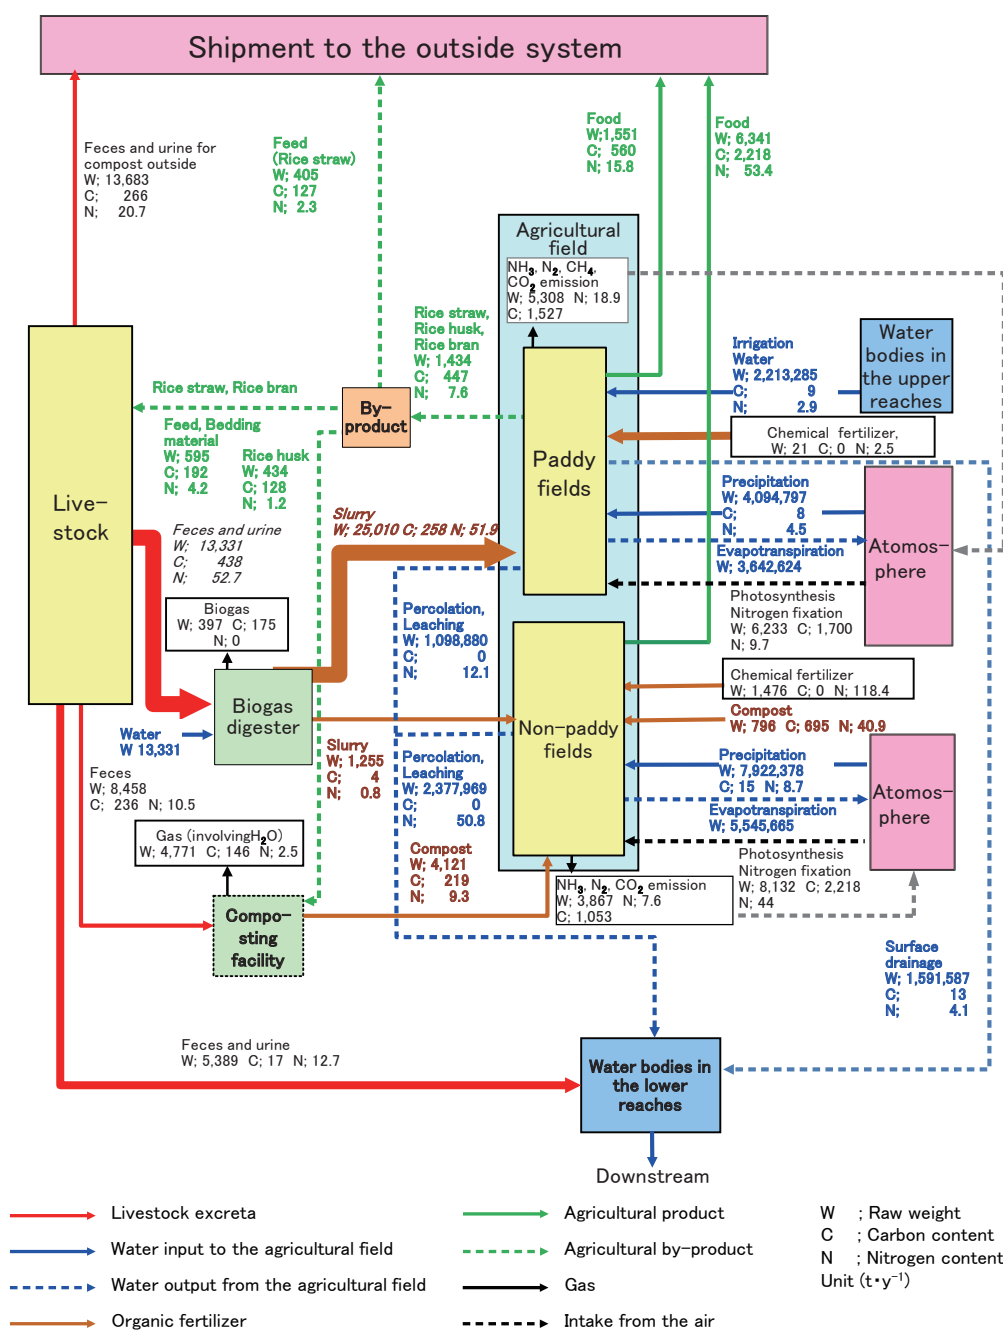 Shipment to the outside system
Feces and urine for
compost outside
W; 13,683
C; 266
N; 20.7
Feed
(Rice straw)
W; 405
C; 127
N; 2.3
Food
W;1,551
C; 560
N; 15.8
Food
W; 6,341
C; 2,218
N; 53.4
Agricultural
field
NH₃, N₂, CH₄,
CO₂ emission
W; 5,308 N; 18.9
C; 1,527
Rice straw,
Rice husk,
Rice bran
W; 1,434
C; 447
N; 7.6
Irrigation
Water
W; 2,213,285
C; 9
N; 2.9
Water
bodies in
the upper
reaches
Rice straw, Rice bran
By-
product
Feed, Bedding
material
W; 595
C; 192
N; 4.2
Rice husk
W; 434
C; 128
N; 1.2
Chemical fertilizer,
W; 21 C; 0 N; 2.5
Paddy
fields
Live-
stock
Precipitation
W; 4,094,797
C; 8
N; 4.5
Slurry
W; 25,010 C; 258 N; 51.9
Feces and urine
W; 13,331
C; 438
N; 52.7
Evapotranspiration
W; 3,642,624
Atomos-
phere
Photosynthesis
Nitrogen fixation
W; 6,233 C; 1,700
N; 9.7
Biogas
W; 397 C; 175
N; 0
Percolation,
Leaching
W; 1,098,880
C; 0
N; 12.1
Chemical fertilizer
W; 1,476 C; 0 N; 118.4
Biogas
digester
Compost
W; 796 C; 695 N; 40.9
Non-paddy
fields
Water
W 13,331
Slurry
W; 1,255
C; 4
N; 0.8
Percolation,
Leaching
W; 2,377,969
C; 0
N; 50.8
Precipitation
W; 7,922,378
C; 15 N; 8.7
Feces
W; 8,458
C; 236 N; 10.5
Evapotranspiration
W; 5,545,665
Atomos-
phere
Gas (involvingH₂O)
W; 4,771 C; 146 N; 2.5
Compost
W; 4,121
C; 219
N; 9.3
Photosynthesis
Nitrogen fixation
W; 8,132 C; 2,218
N; 44
NH₃, N₂, CO₂ emission
W; 3,867 N; 7.6
C; 1,053
Compo-
sting
facility
Surface
drainage
W; 1,591,587
C; 13
N; 4.1
Feces and urine
W; 5,389 C; 17 N; 12.7
Water bodies in
the lower
reaches
Downstream
Livestock excreta
Water input to the agricultural field
Water output from the agricultural field
Organic fertilizer
Agricultural product
Agricultural by-product
Gas
Intake from the air
W ; Raw weight
C ; Carbon content
N ; Nitrogen content
Unit (t・y⁻¹)